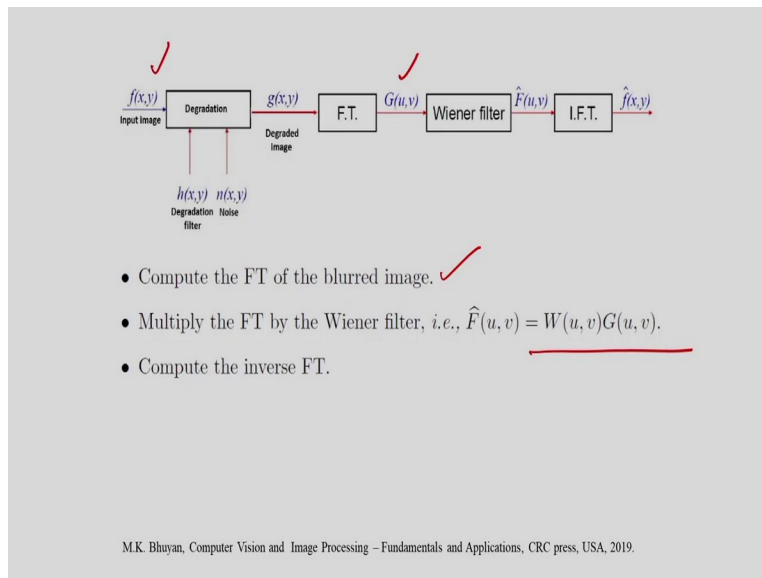 f(x,y)
Input image
Degradation
g(x,y)
Degraded
Image
F.T.
G(u,v)
Wiener filter
F̂(u,v)
I.F.T.
f̂(x,y)
h(x,y) n(x,y)
Degradation Noise
filter
• Compute the FT of the blurred image.
• Multiply the FT by the Wiener filter, i.e., F̂(u, v) = W(u, v)G(u, v).
• Compute the inverse FT.
M.K. Bhuyan, Computer Vision and Image Processing – Fundamentals and Applications, CRC press, USA, 2019.